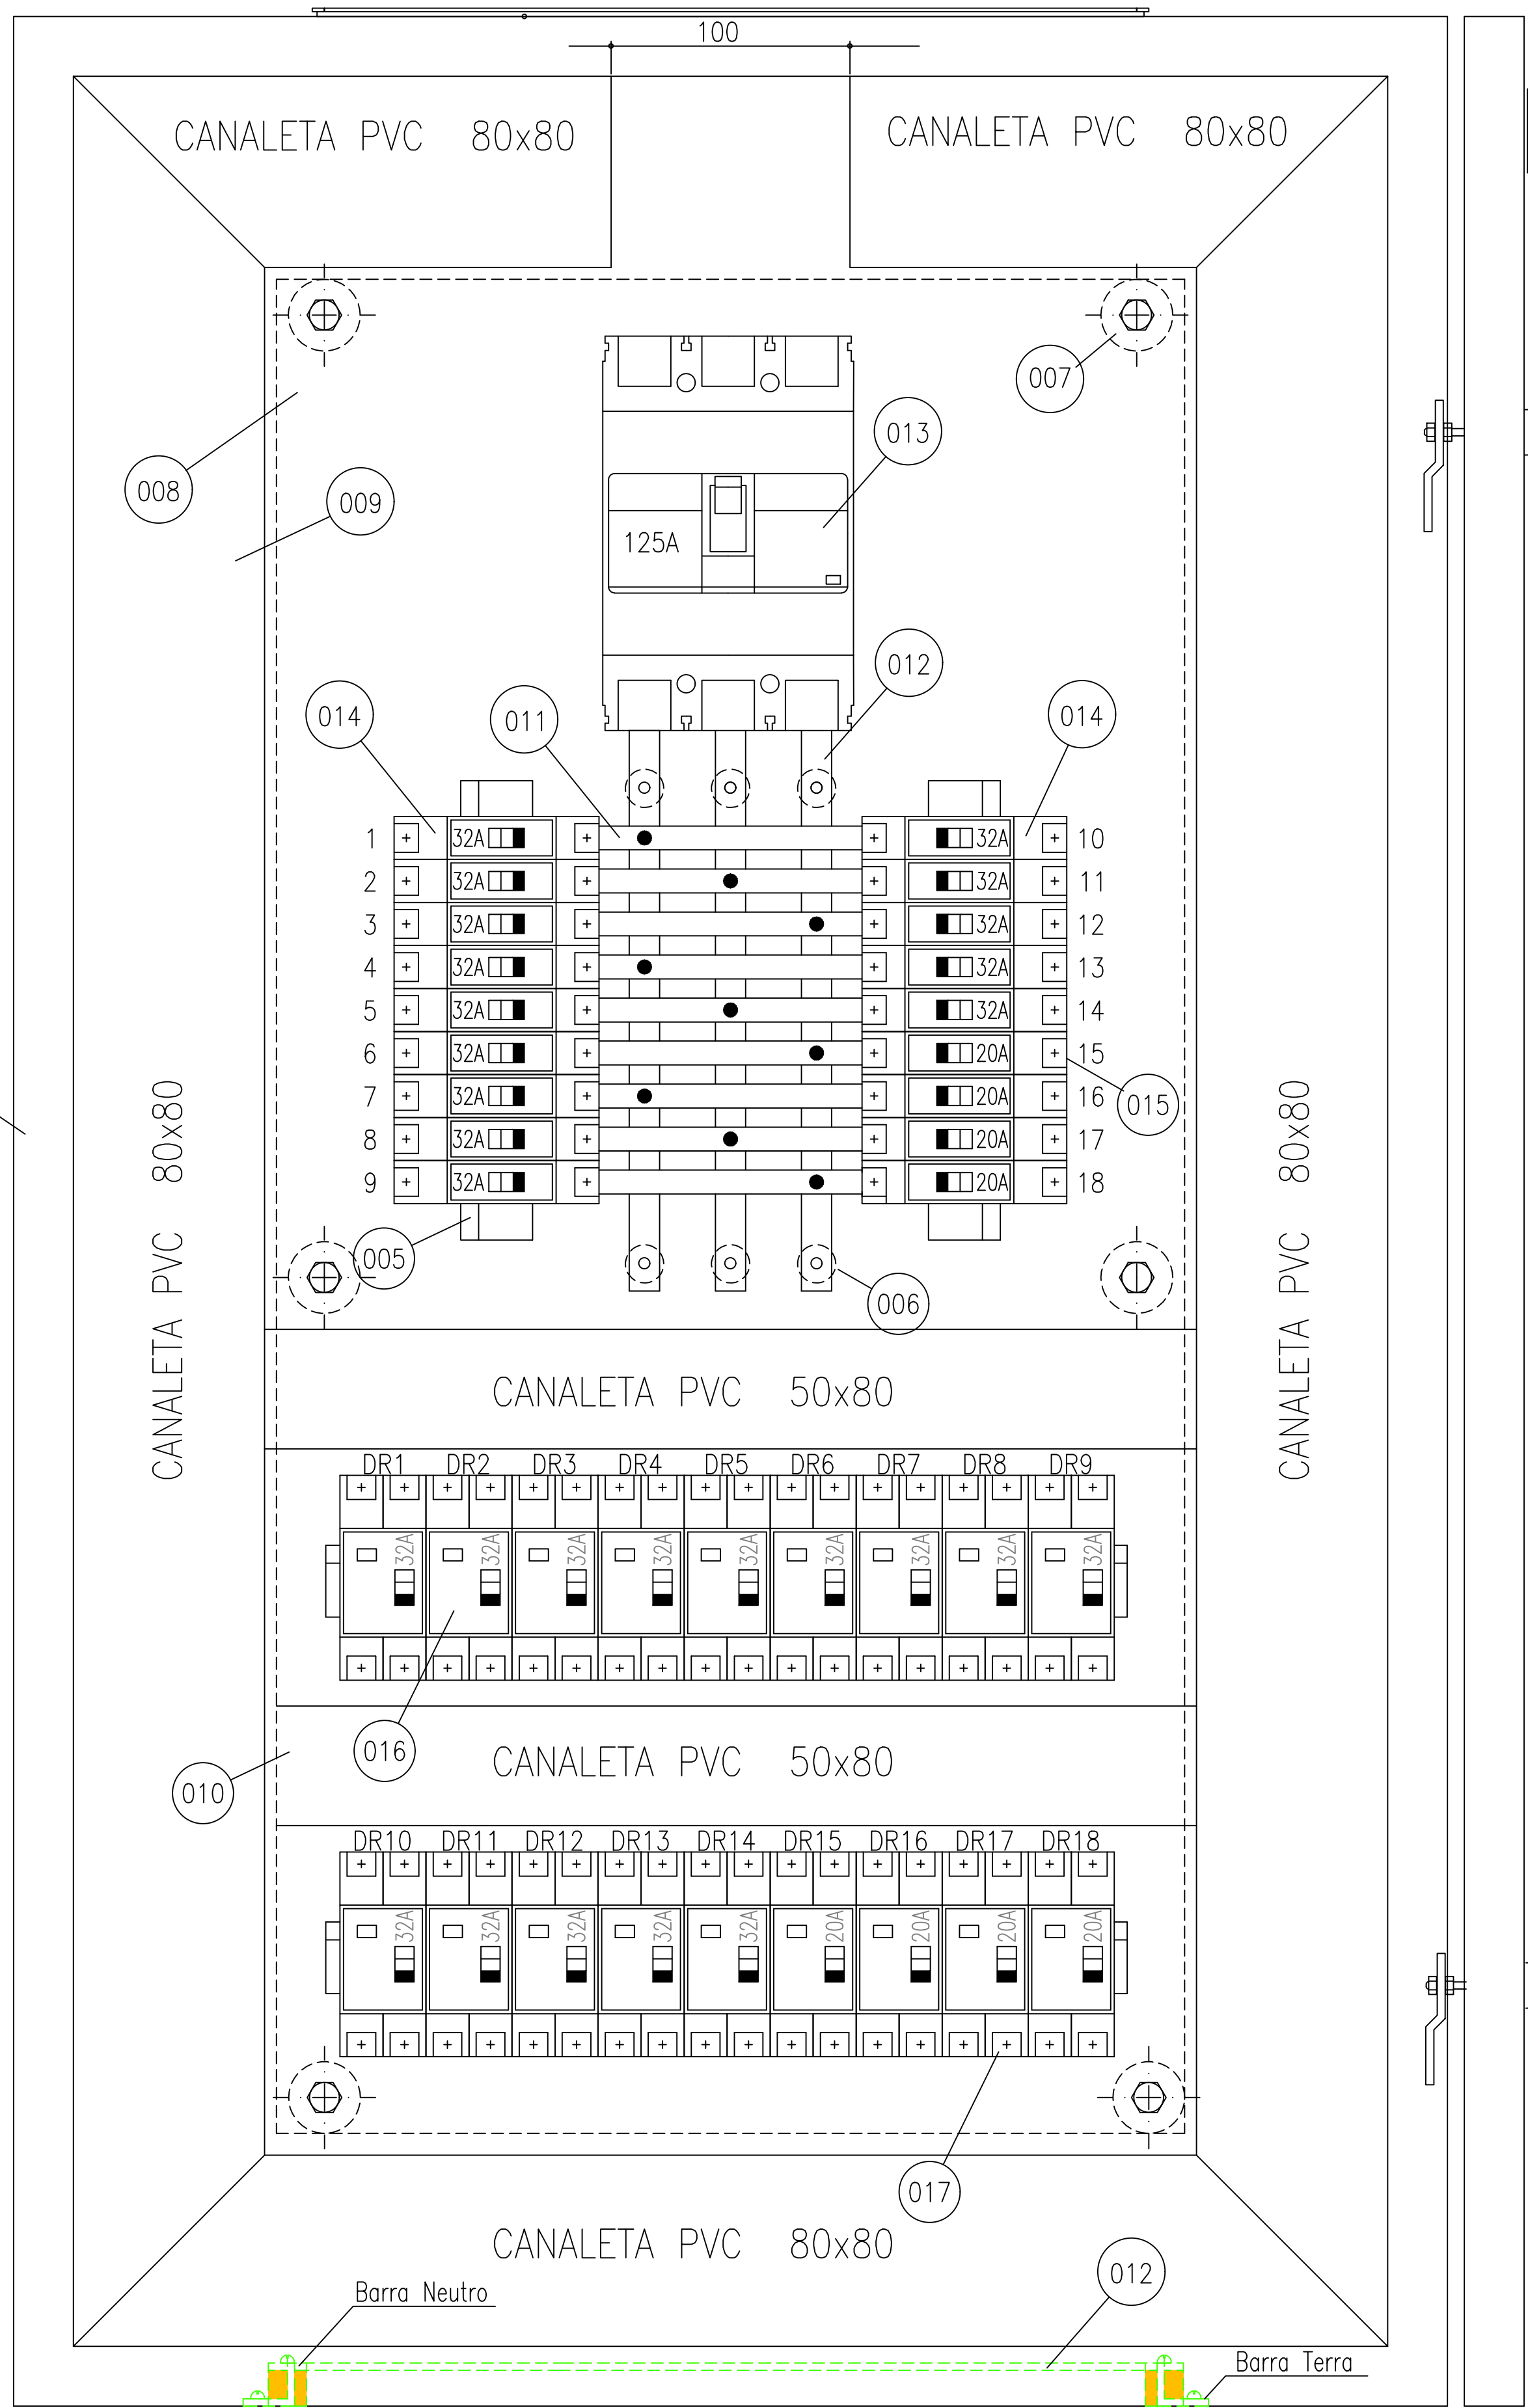 100
CANALETA PVC 80x80
CANALETA PVC 80x80
007
013
008
009
125A
012
014
011
014
1 32A 32A 10
2 32A 32A 11
3 32A 32A 12
4 32A 32A 13
5 32A 32A 14
6 32A 20A 15
7 32A 20A 16
8 32A 20A 17
9 32A 20A 18
015
CANALETA PVC 80x80
CANALETA PVC 80x80
005
006
CANALETA PVC 50x80
DR1 DR2 DR3 DR4 DR5 DR6 DR7 DR8 DR9
32A 32A 32A 32A 32A 32A 32A 32A 32A
016
CANALETA PVC 50x80
010
DR10 DR11 DR12 DR13 DR14 DR15 DR16 DR17 DR18
32A 32A 32A 32A 32A 20A 20A 20A 20A
017
CANALETA PVC 80x80
012
Barra Neutro
Barra Terra